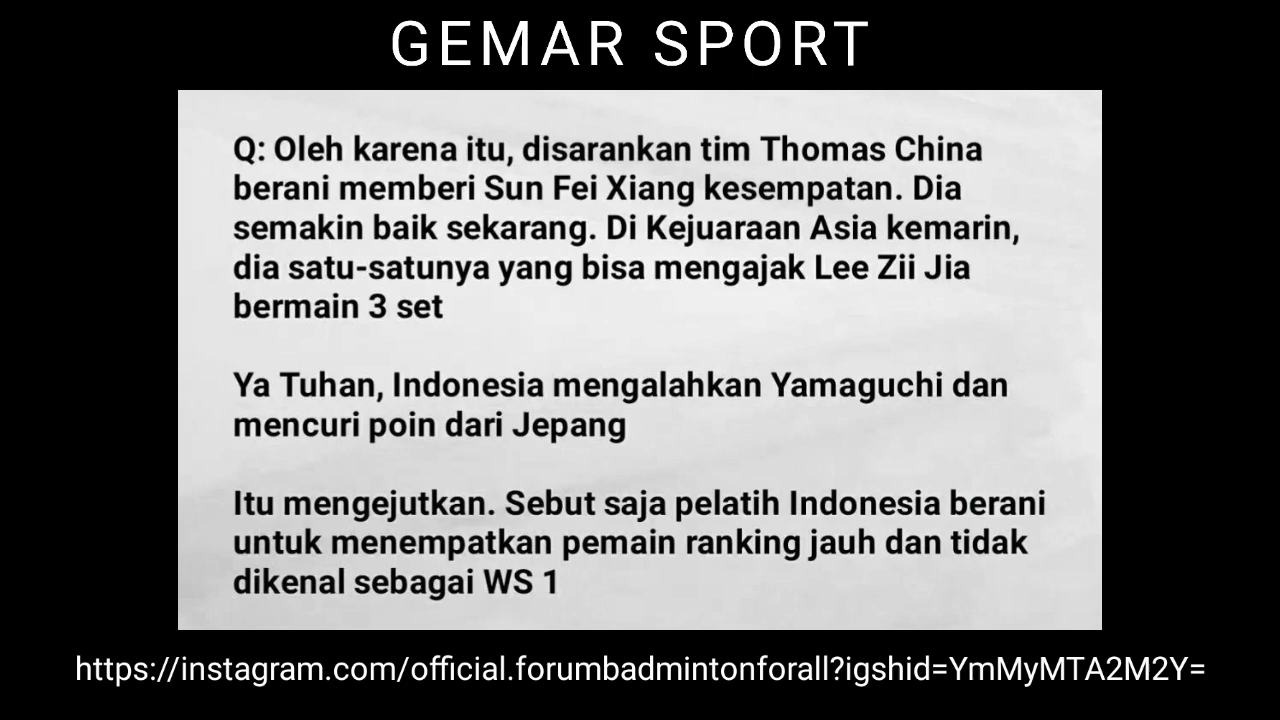 GEMAR SPORT
Q: Oleh karena itu, disarankan tim Thomas China
berani memberi Sun Fei Xiang kesempatan. Dia
semakin baik sekarang. Di Kejuaraan Asia kemarin,
dia satu-satunya yang bisa mengajak Lee Zii Jia
bermain 3 set
Ya Tuhan, Indonesia mengalahkan Yamaguchi dan
mencuri poin dari Jepang
Itu mengejutkan. Sebut saja pelatih Indonesia berani
untuk menempatkan pemain ranking jauh dan tidak
dikenal sebagai WS 1
https://instagram.com/official.forumbadmintonforall?igshid=YmMyMTA2M2Y=